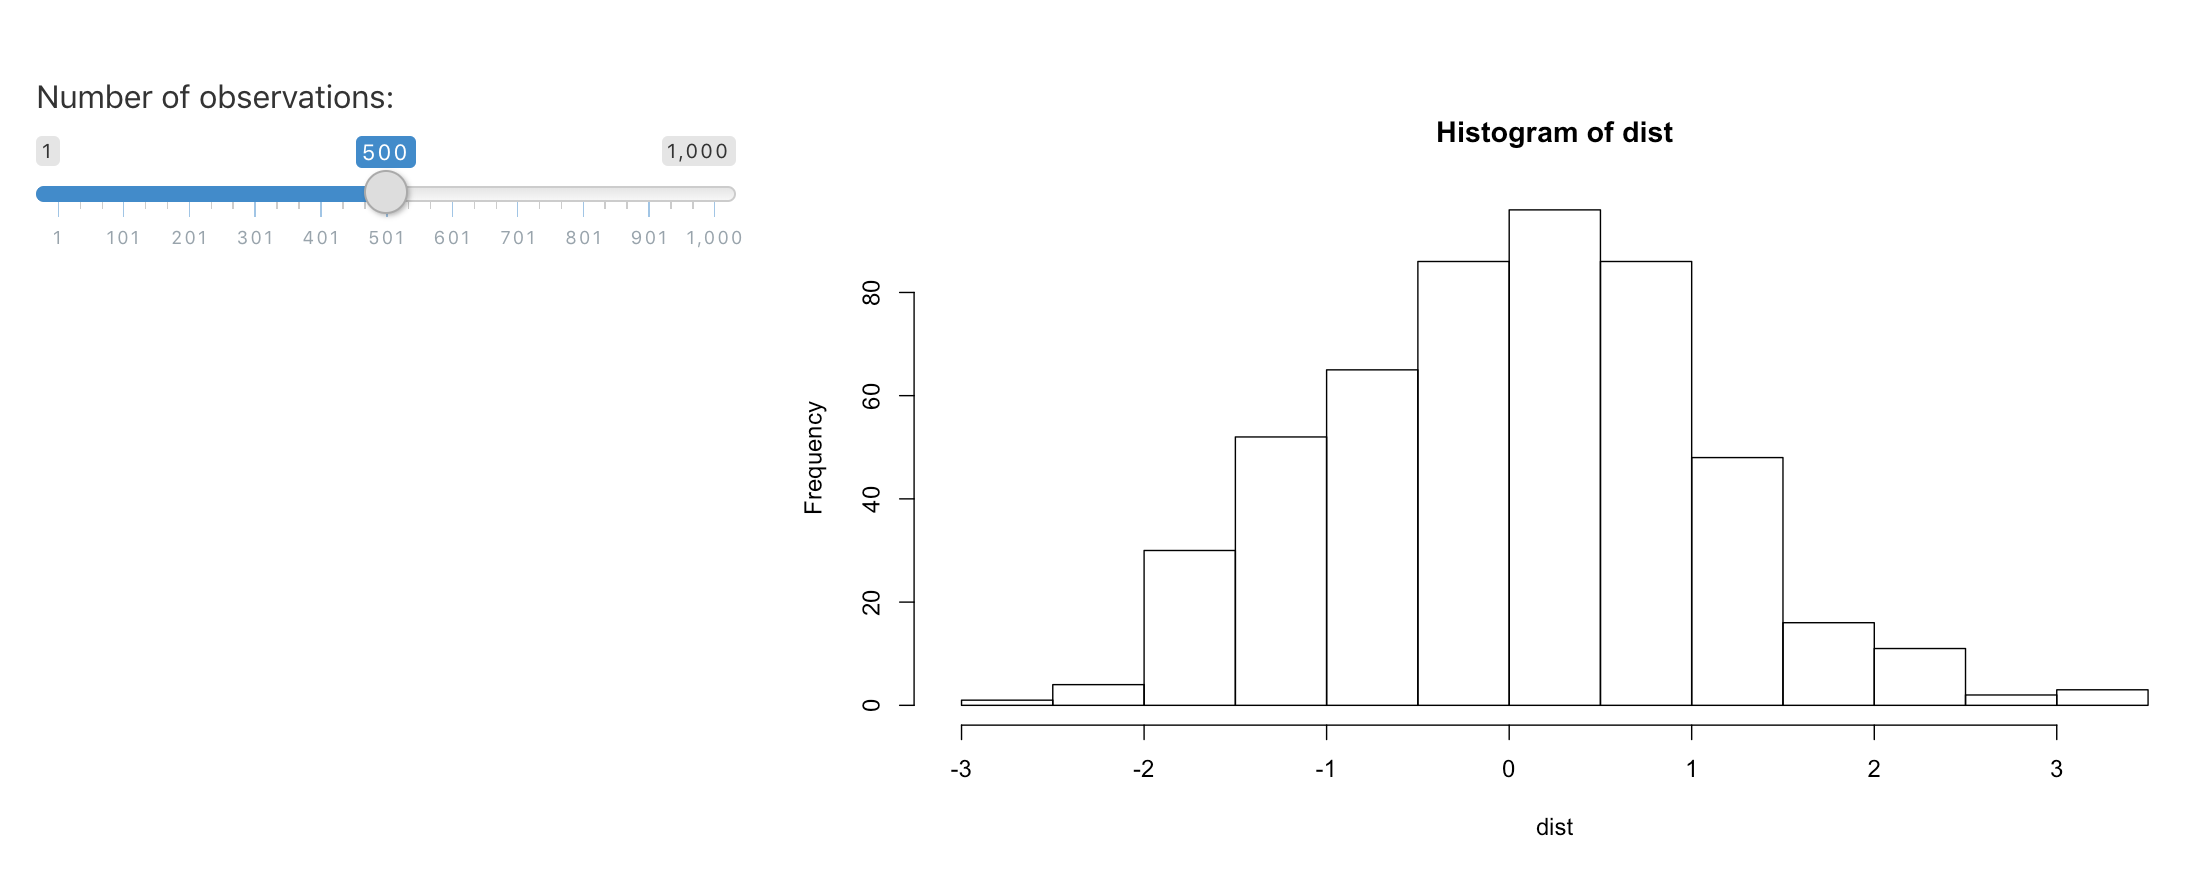 Number of observations:
1 500 1,000
1 101 201 301 401 501 601 701 801 901 1,000
Histogram of dist
Frequency
80
60
40
20
0
-3 -2 -1 0 1 2 3
dist